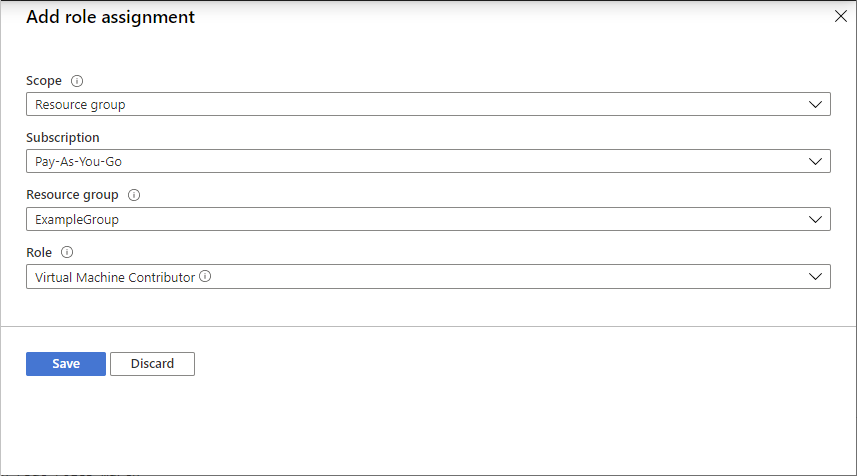 Add role assignment
Scope
Resource group
Subscription
Pay-As-You-Go
Resource group
ExampleGroup
Role
Virtual Machine Contributor
Save Discard